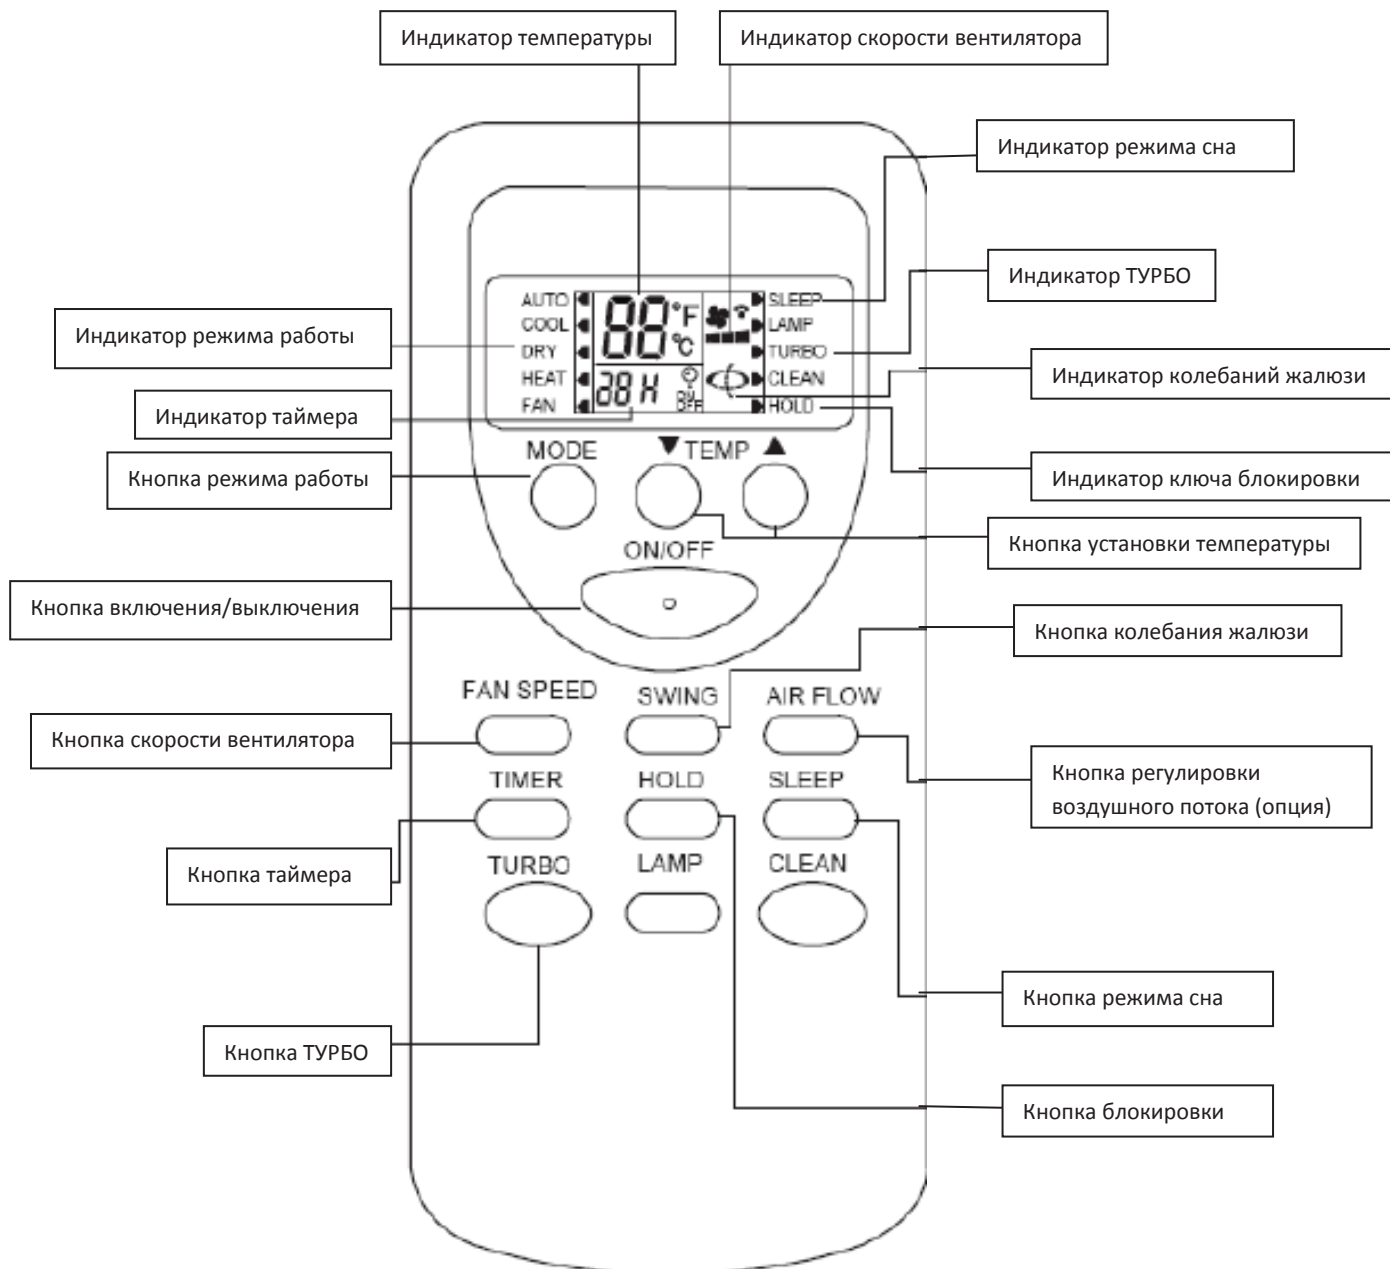 Индикатор температуры
Индикатор скорости вентилятора
Индикатор режима сна
Индикатор ТУРБО
Индикатор режима работы
Индикатор колебаний жалюзи
Индикатор таймера
Кнопка режима работы
Индикатор ключа блокировки
Кнопка установки температуры
Кнопка включения/выключения
Кнопка колебания жалюзи
Кнопка скорости вентилятора
Кнопка регулировки
воздушного потока (опция)
Кнопка таймера
Кнопка режима сна
Кнопка ТУРБО
Кнопка блокировки
AUTO
COOL
DRY
HEAT
FAN
88 °F
°C
88 H
ON
OFF
SLEEP
LAMP
TURBO
CLEAN
HOLD
MODE
▼ TEMP ▲
ON/OFF
FAN SPEED
SWING
AIR FLOW
TIMER
HOLD
SLEEP
TURBO
LAMP
CLEAN